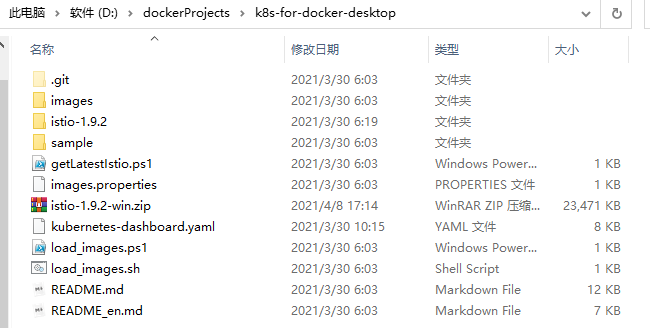 此电脑 > 软件 (D:) > dockerProjects > k8s-for-docker-desktop
名称 修改日期 类型 大小
.git 2021/3/30 6:03 文件夹
images 2021/3/30 6:03 文件夹
istio-1.9.2 2021/3/30 6:19 文件夹
sample 2021/3/30 6:03 文件夹
getLatestIstio.ps1 2021/3/30 6:03 Windows Power... 1 KB
images.properties 2021/3/30 6:03 PROPERTIES 文件 1 KB
istio-1.9.2-win.zip 2021/4/8 17:14 WinRAR ZIP 压缩... 23,471 KB
kubernetes-dashboard.yaml 2021/3/30 10:15 YAML 文件 8 KB
load_images.ps1 2021/3/30 6:03 Windows Power... 1 KB
load_images.sh 2021/3/30 6:03 Shell Script 1 KB
README.md 2021/3/30 6:03 Markdown File 12 KB
README_en.md 2021/3/30 6:03 Markdown File 7 KB